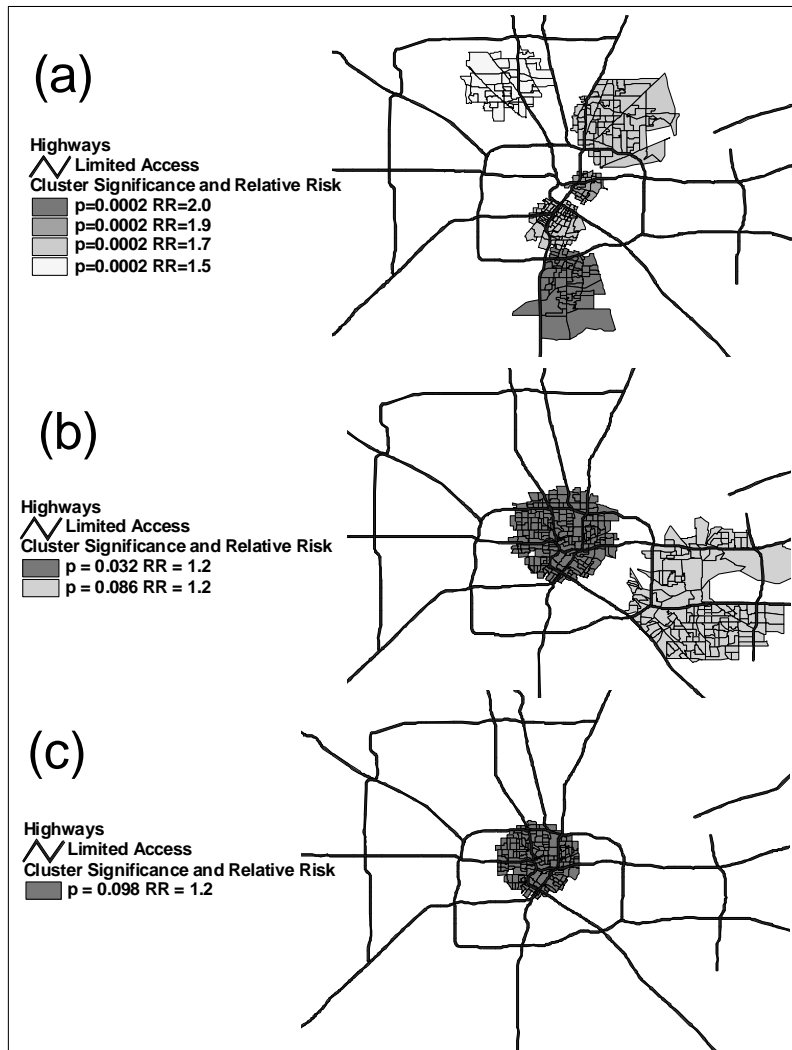 (a)
Highways
Limited Access
Cluster Significance and Relative Risk
p=0.0002 RR=2.0
p=0.0002 RR=1.9
p=0.0002 RR=1.7
p=0.0002 RR=1.5
(b)
Highways
Limited Access
Cluster Significance and Relative Risk
p = 0.032 RR = 1.2
p = 0.086 RR = 1.2
(c)
Highways
Limited Access
Cluster Significance and Relative Risk
p = 0.098 RR = 1.2